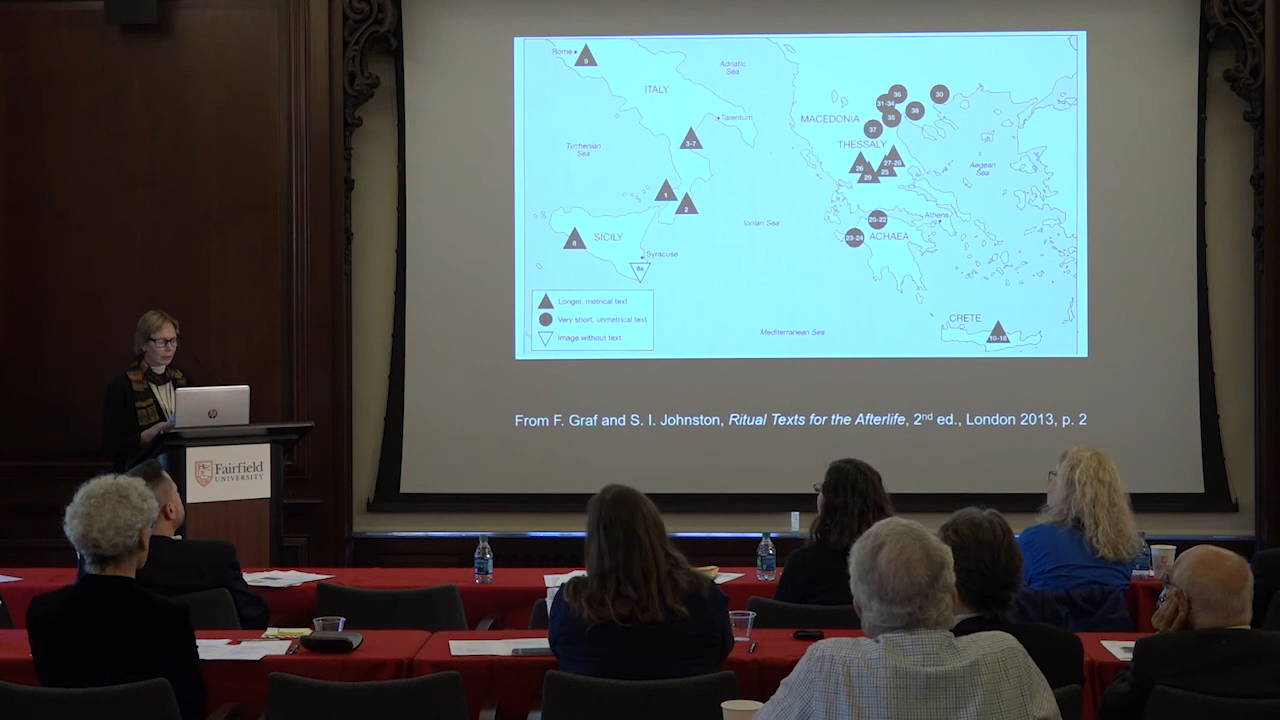 Rome
9
ITALY
Adriatic
Sea
Tarentum
3-7
Tyrrhenian
Sea
1
2
8
SICILY
Syracuse
8a
Ionian Sea
MACEDONIA
36
30
31-34
38
35
37
THESSALY
27-28
26
25
29
Aegean
Sea
20-22
Athens
23-24
ACHAEA
CRETE
10-18
Mediterranean Sea
Longer, metrical text
Very short, unmetrical text
Image without text
From F. Graf and S. I. Johnston, Ritual Texts for the Afterlife, 2nd ed., London 2013, p. 2
hp
Fairfield
UNIVERSITY